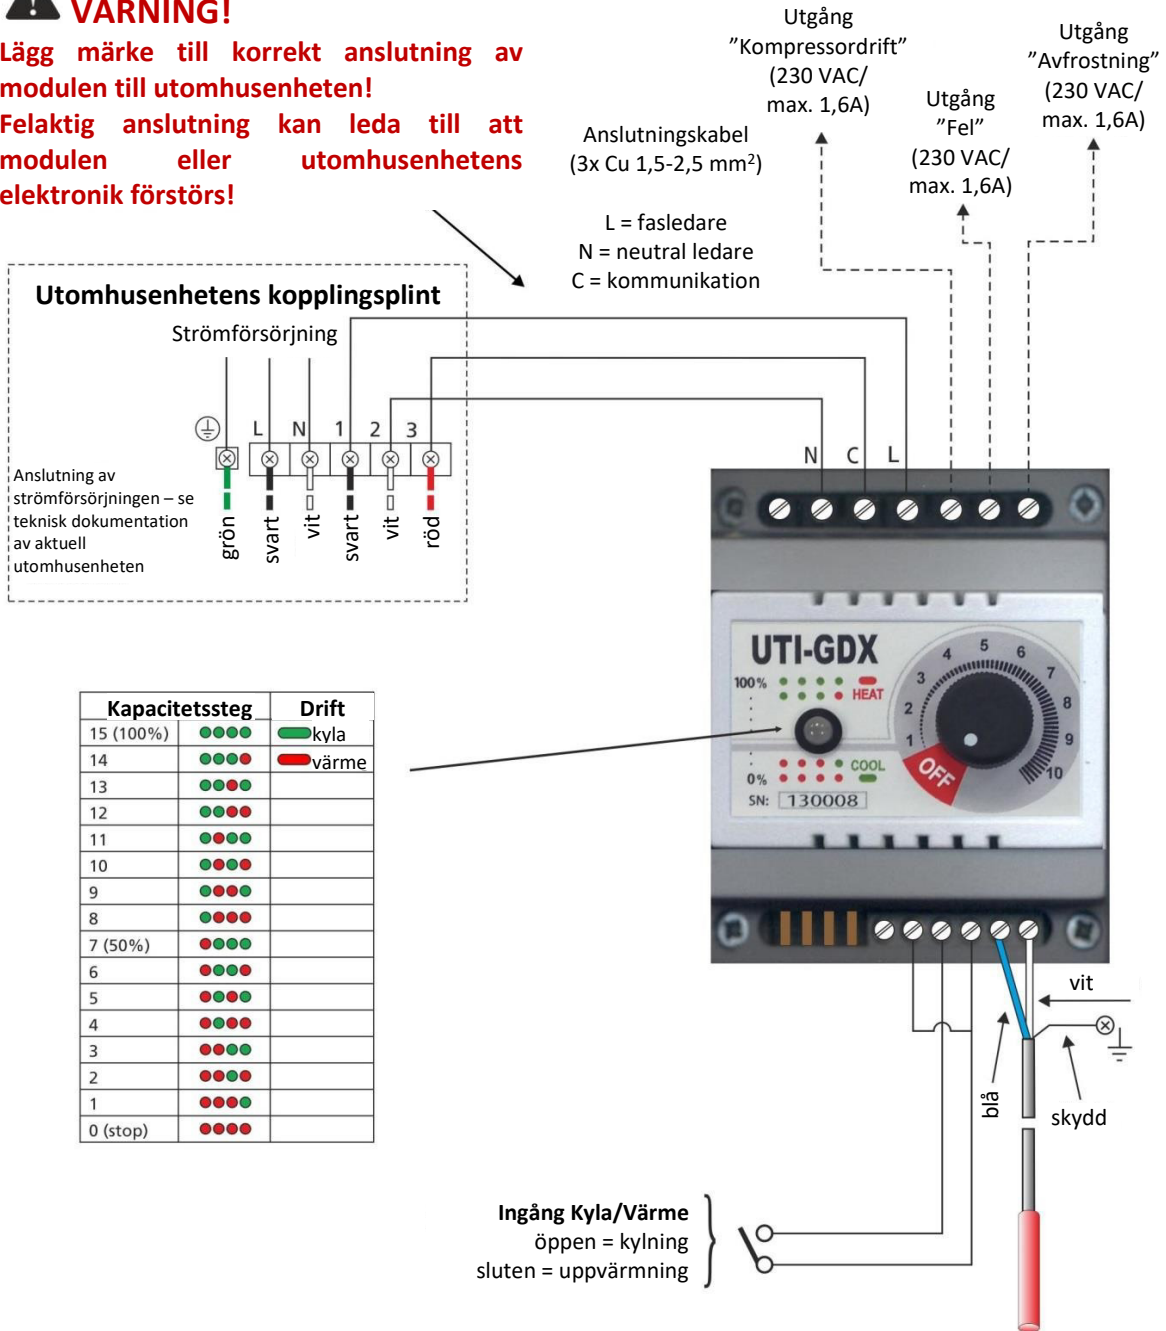 VARNING!
Lägg märke till korrekt anslutning av
modulen till utomhusenheten!
Felaktig anslutning kan leda till att
modulen eller utomhusenhetens
elektronik förstörs!
Utgång
”Kompressordrift”
(230 VAC/
max. 1,6A)
Utgång
”Fel”
(230 VAC/
max. 1,6A)
Utgång
”Avfrostning”
(230 VAC/
max. 1,6A)
Anslutningskabel
(3x Cu 1,5-2,5 mm²)
L = fasledare
N = neutral ledare
C = kommunikation
Utomhusenhetens kopplingsplint
Strömförsörjning
L N 1 2 3
Anslutning av
strömförsörjningen – se
teknisk dokumentation
av aktuell
utomhusenheten
grön
svart
vit
svart
vit
röd
N C L
UTI-GDX
100%
HEAT
COOL
0%
SN: 130008
OFF
1
2
3
4
5
6
7
8
9
10
Kapacitetssteg Drift
15 (100%) kyla
14 värme
13
12
11
10
9
8
7 (50%)
6
5
4
3
2
1
0 (stop)
vit
blå
skydd
Ingång Kyla/Värme
öppen = kylning
sluten = uppvärmning